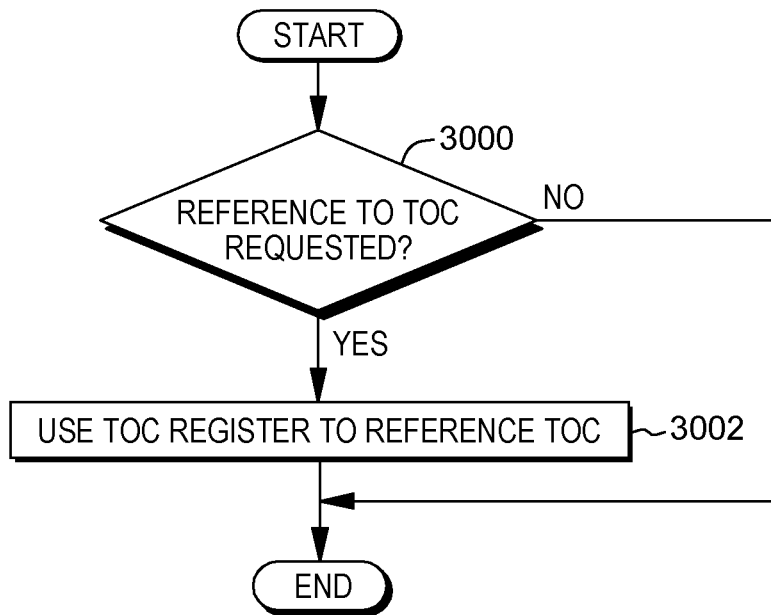 START
3000
REFERENCE TO TOC
REQUESTED?
NO
YES
USE TOC REGISTER TO REFERENCE TOC
3002
END